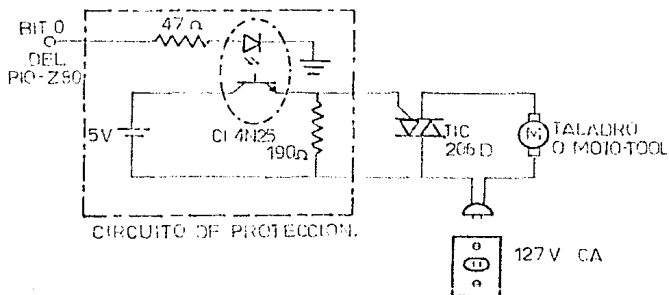 BIT 0
DEL
PIO-Z80
47 Ω
5V
CI 4N25
190Ω
TIC
206 D
TALADRO
O MOTO-TOOL
CIRCUITO DE PROTECCION.
127 V CA